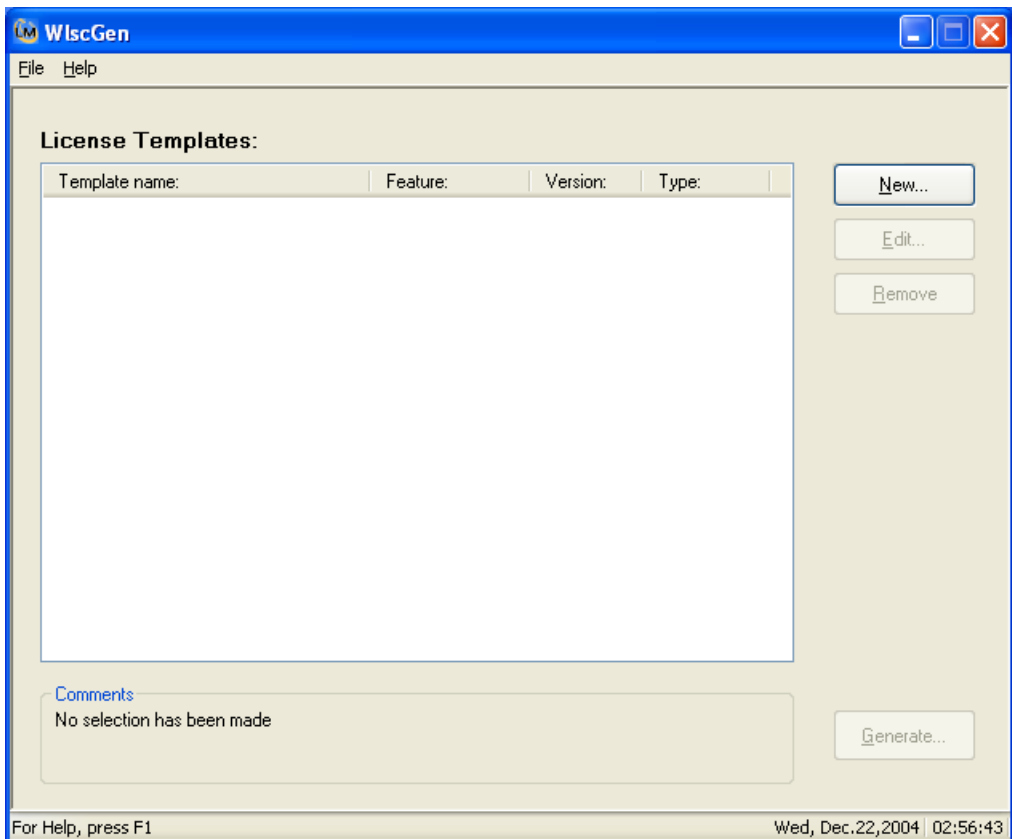 WlscGen
File Help
License Templates:
Template name: Feature: Version: Type:
New...
Edit...
Remove
Comments
No selection has been made
Generate...
For Help, press F1 Wed, Dec.22,2004 02:56:43